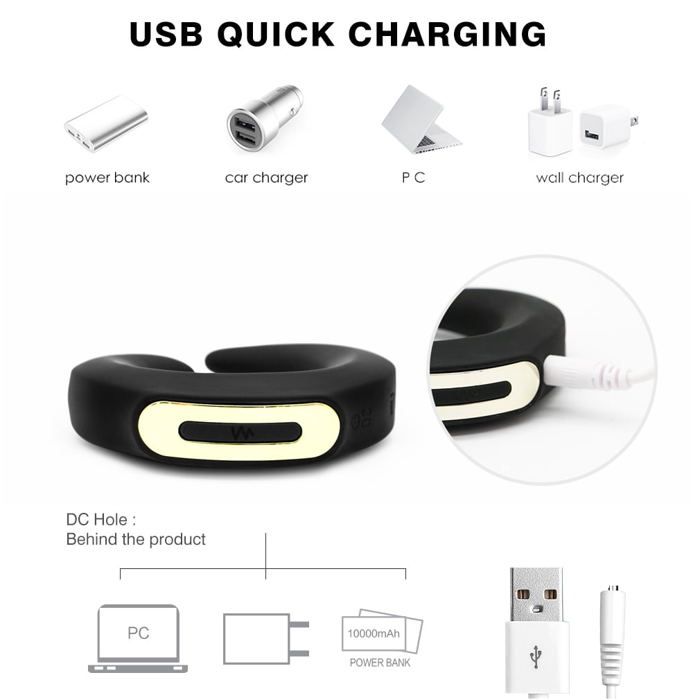 USB QUICK CHARGING
power bank
car charger
P C
wall charger
DC Hole :
Behind the product
PC
10000mAh
POWER BANK